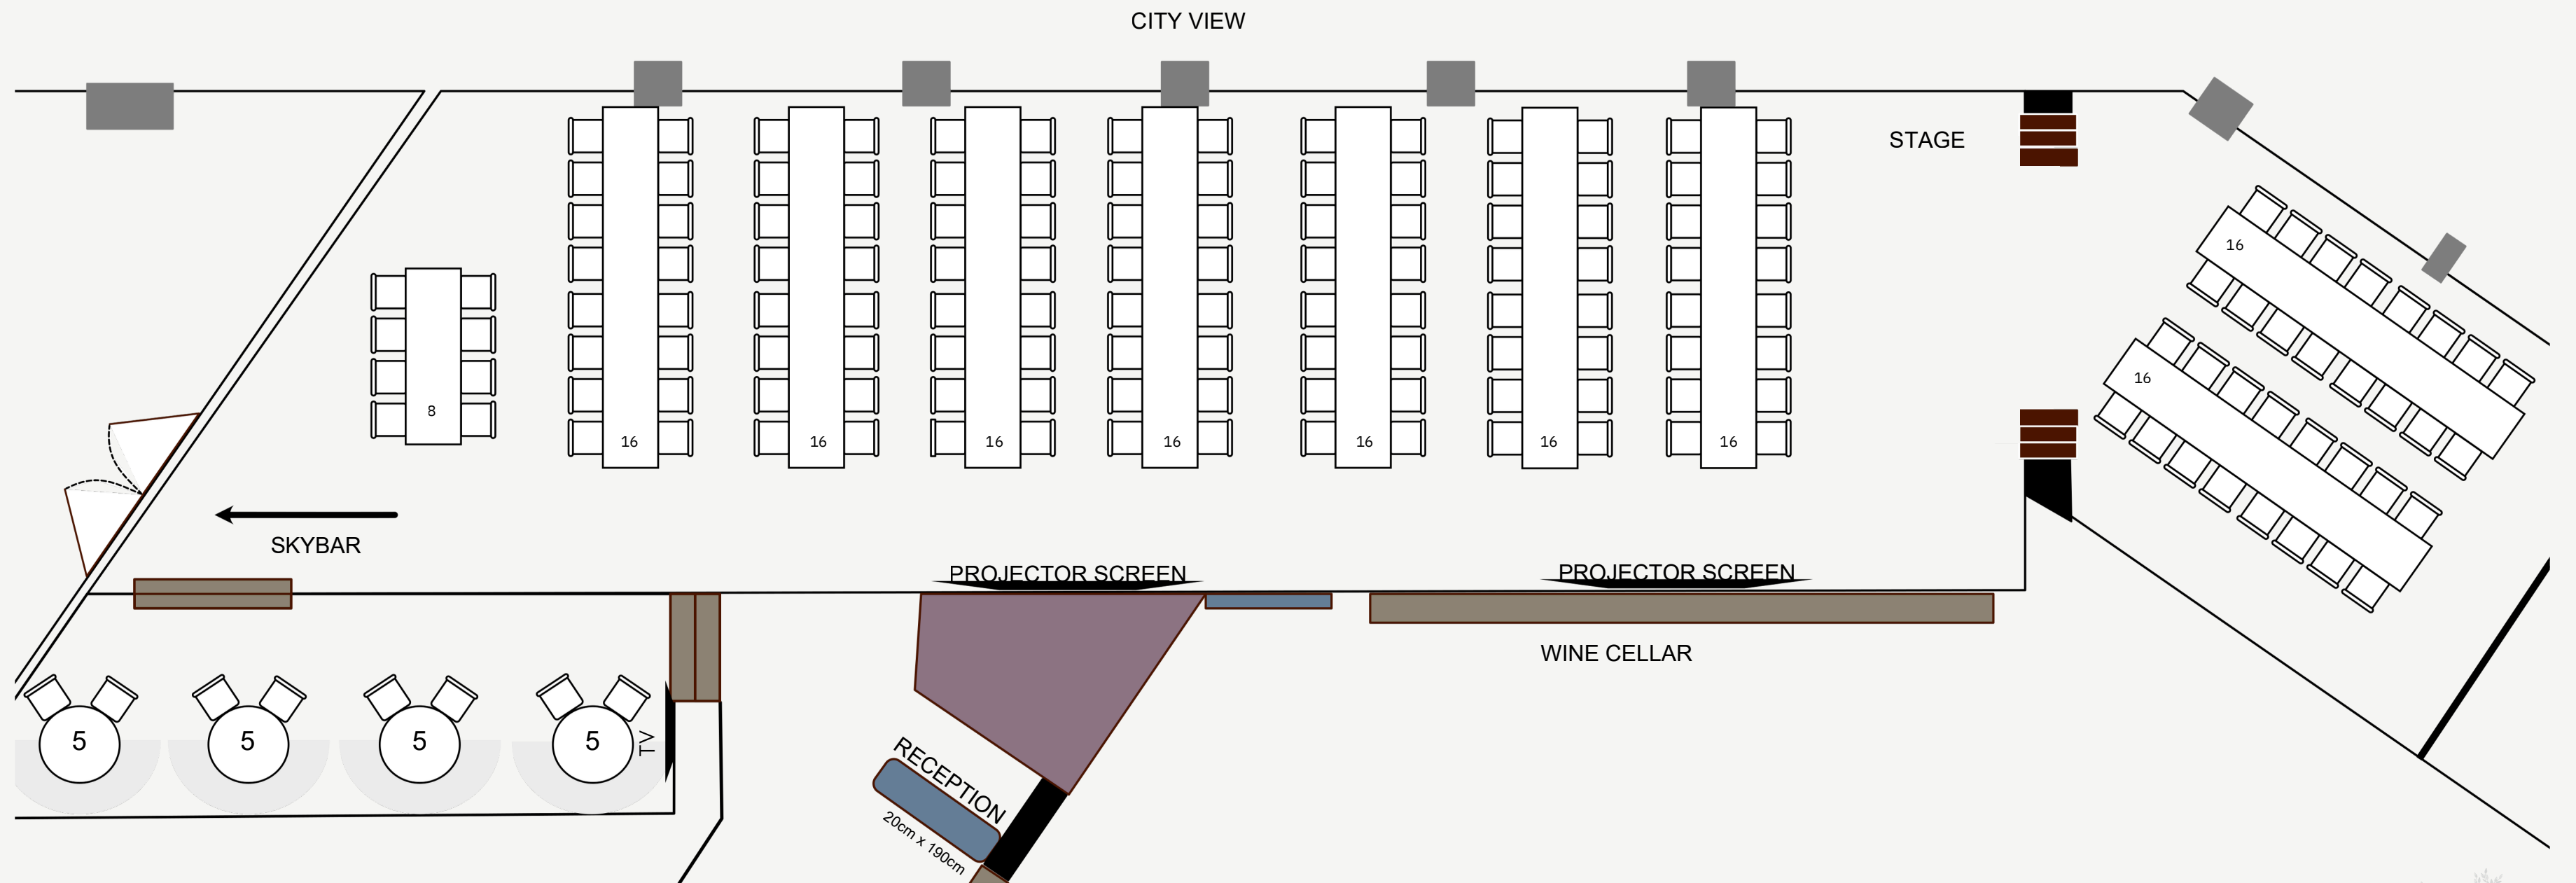 CITY VIEW
STAGE
16
16
8
16
16
16
16
16
16
16
SKYBAR
PROJECTOR SCREEN
PROJECTOR SCREEN
WINE CELLAR
5
5
5
5
TV
RECEPTION
20cm x 190cm